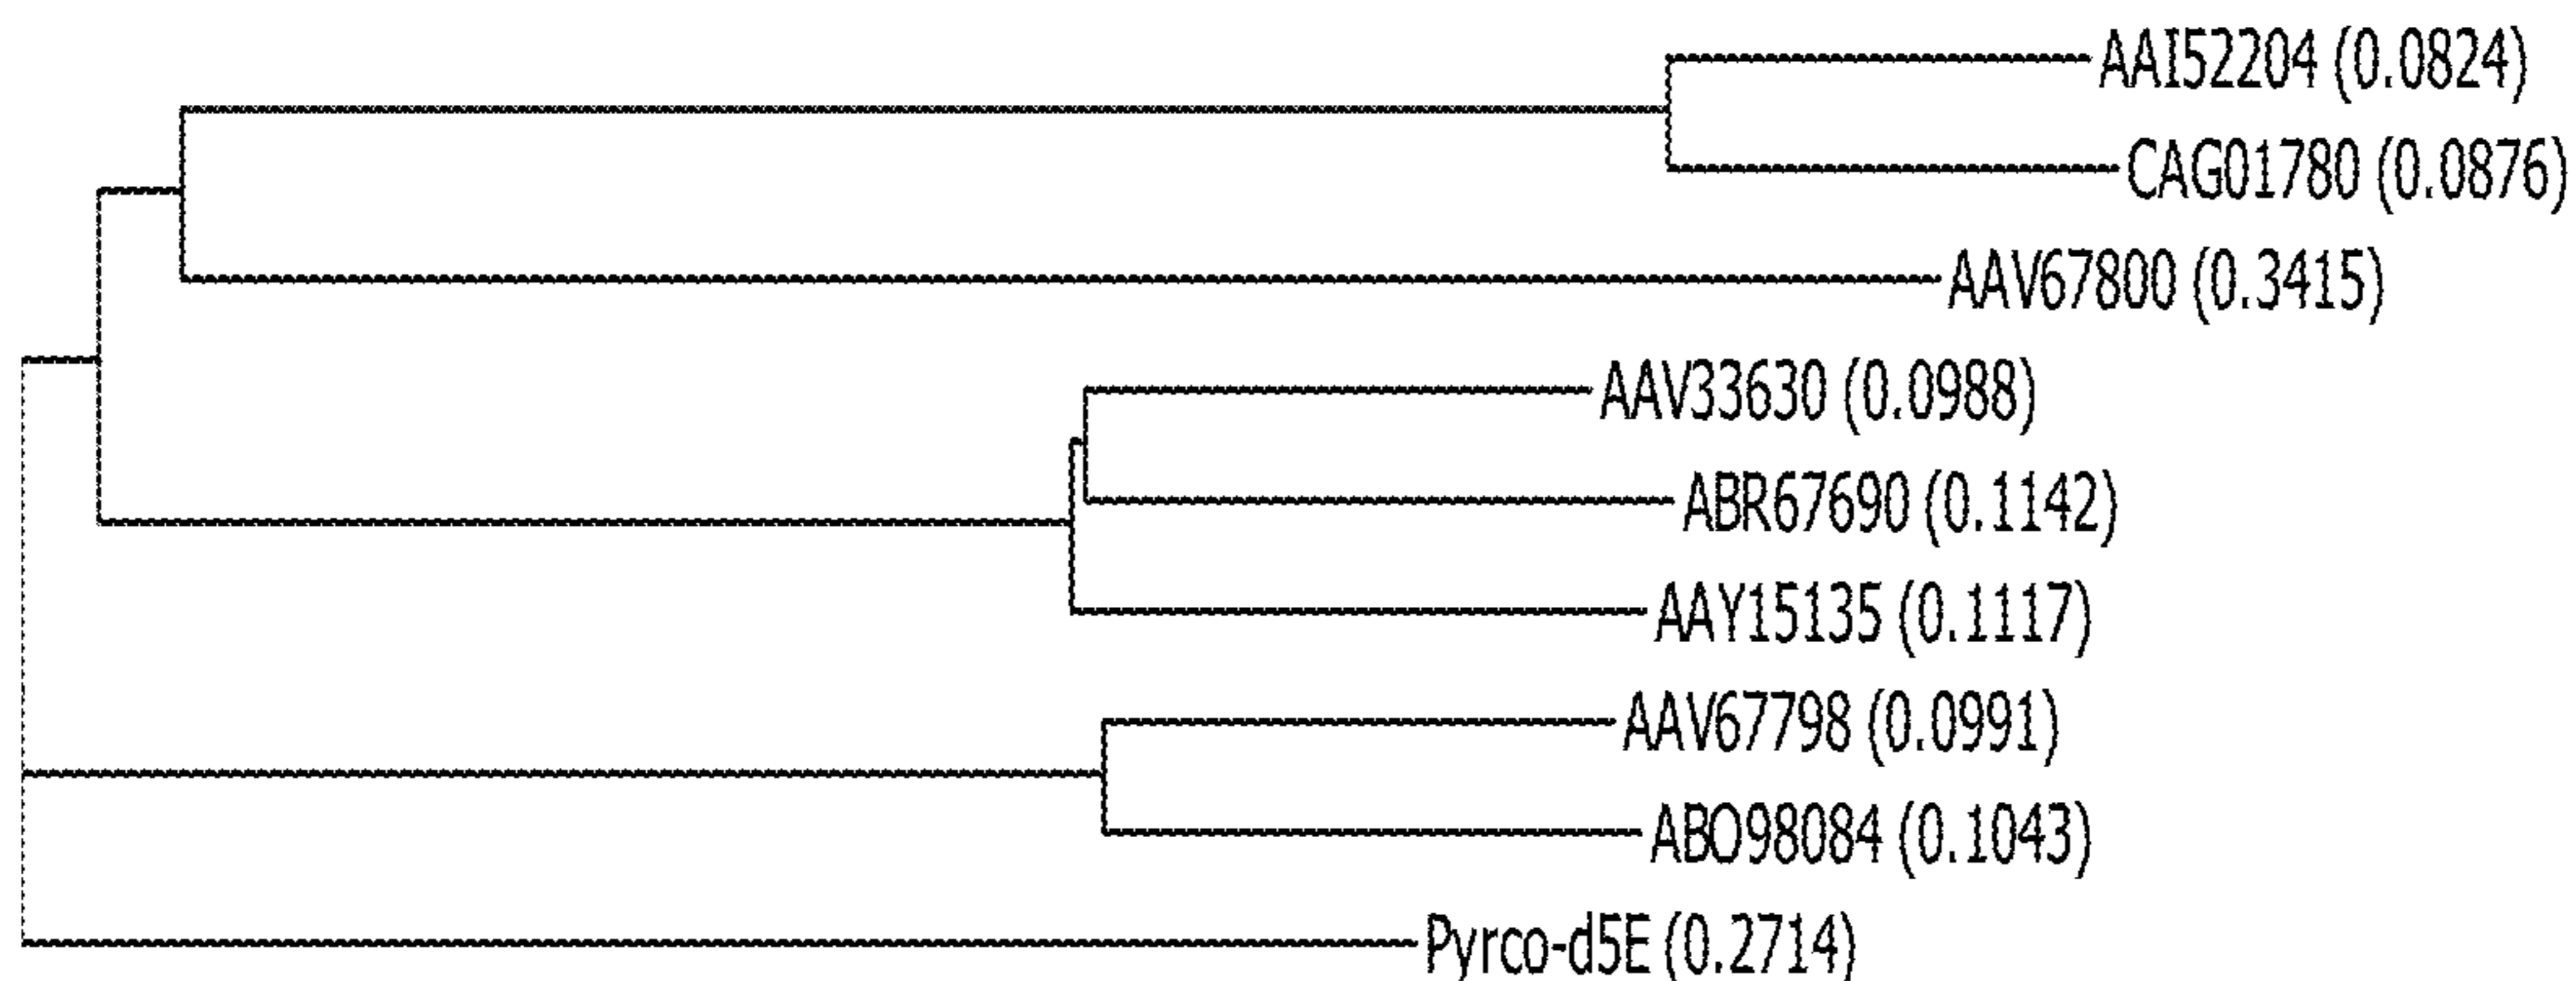 AAI52204 (0.0824)
CAG01780 (0.0876)
AAV67800 (0.3415)
AAV33630 (0.0988)
ABR67690 (0.1142)
AAY15135 (0.1117)
AAV67798 (0.0991)
ABO98084 (0.1043)
Pyrco-d5E (0.2714)